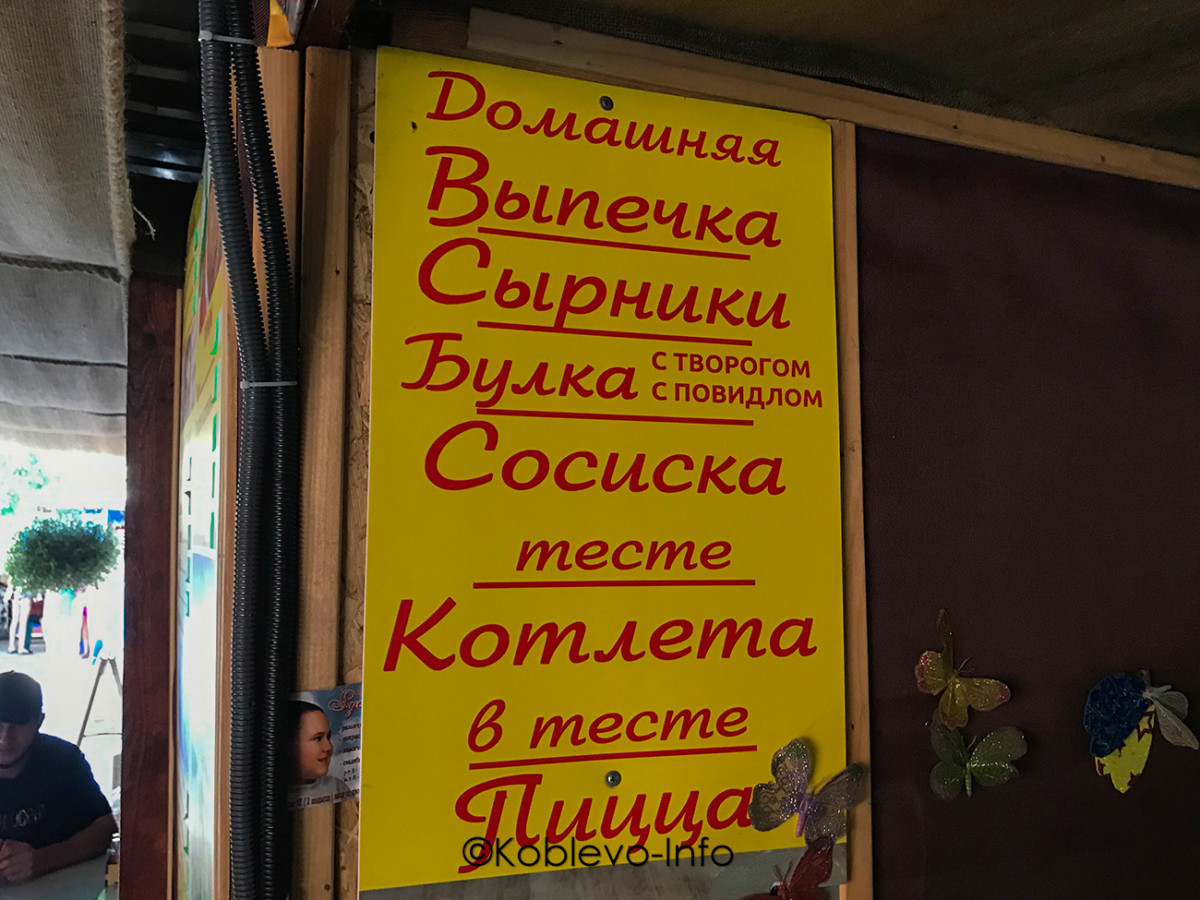 Домашняя
Выпечка
Сырники
Булка С ТВОРОГОМ
С ПОВИДЛОМ
Сосиска
тесте
Котлета
в тесте
Пицца
©Koblevo-Info